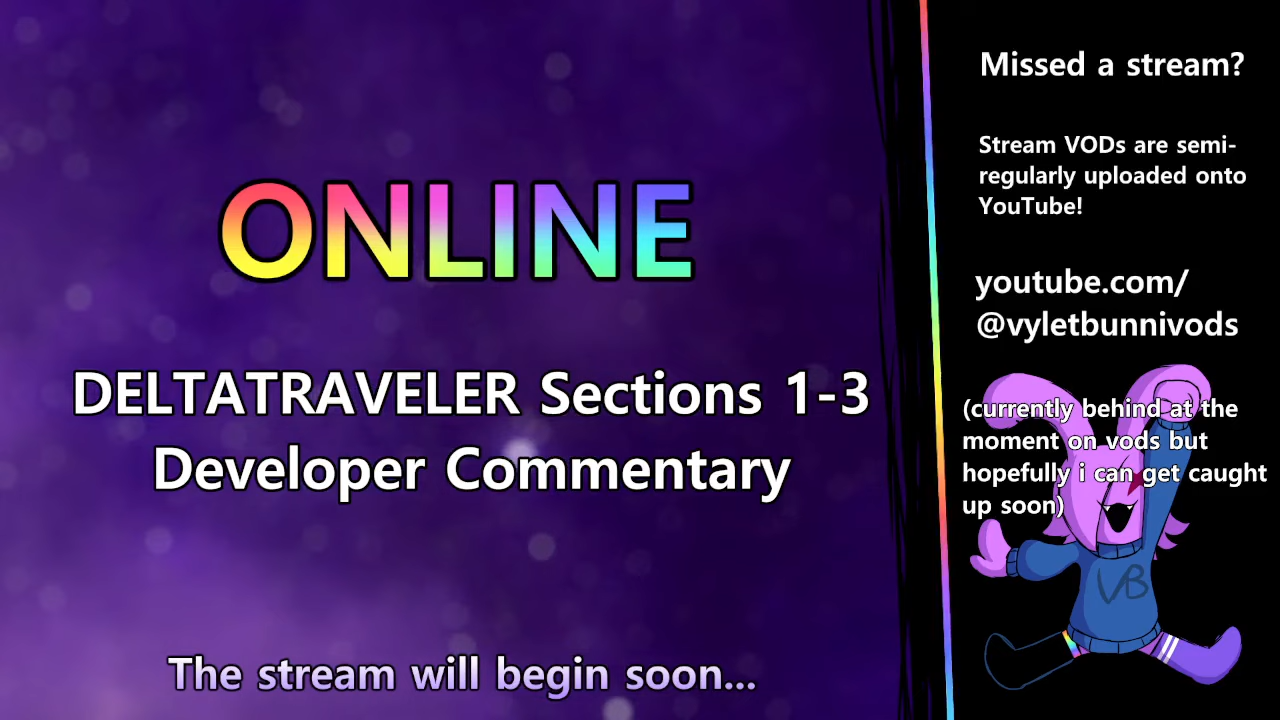 ONLINE
DELTATRAVELER Sections 1-3
Developer Commentary
The stream will begin soon...
Missed a stream?
Stream VODs are semi-
regularly uploaded onto
YouTube!
youtube.com/
@vyletbunnivods
(currently behind at the
moment on vods but
hopefully i can get caught
up soon)
VB